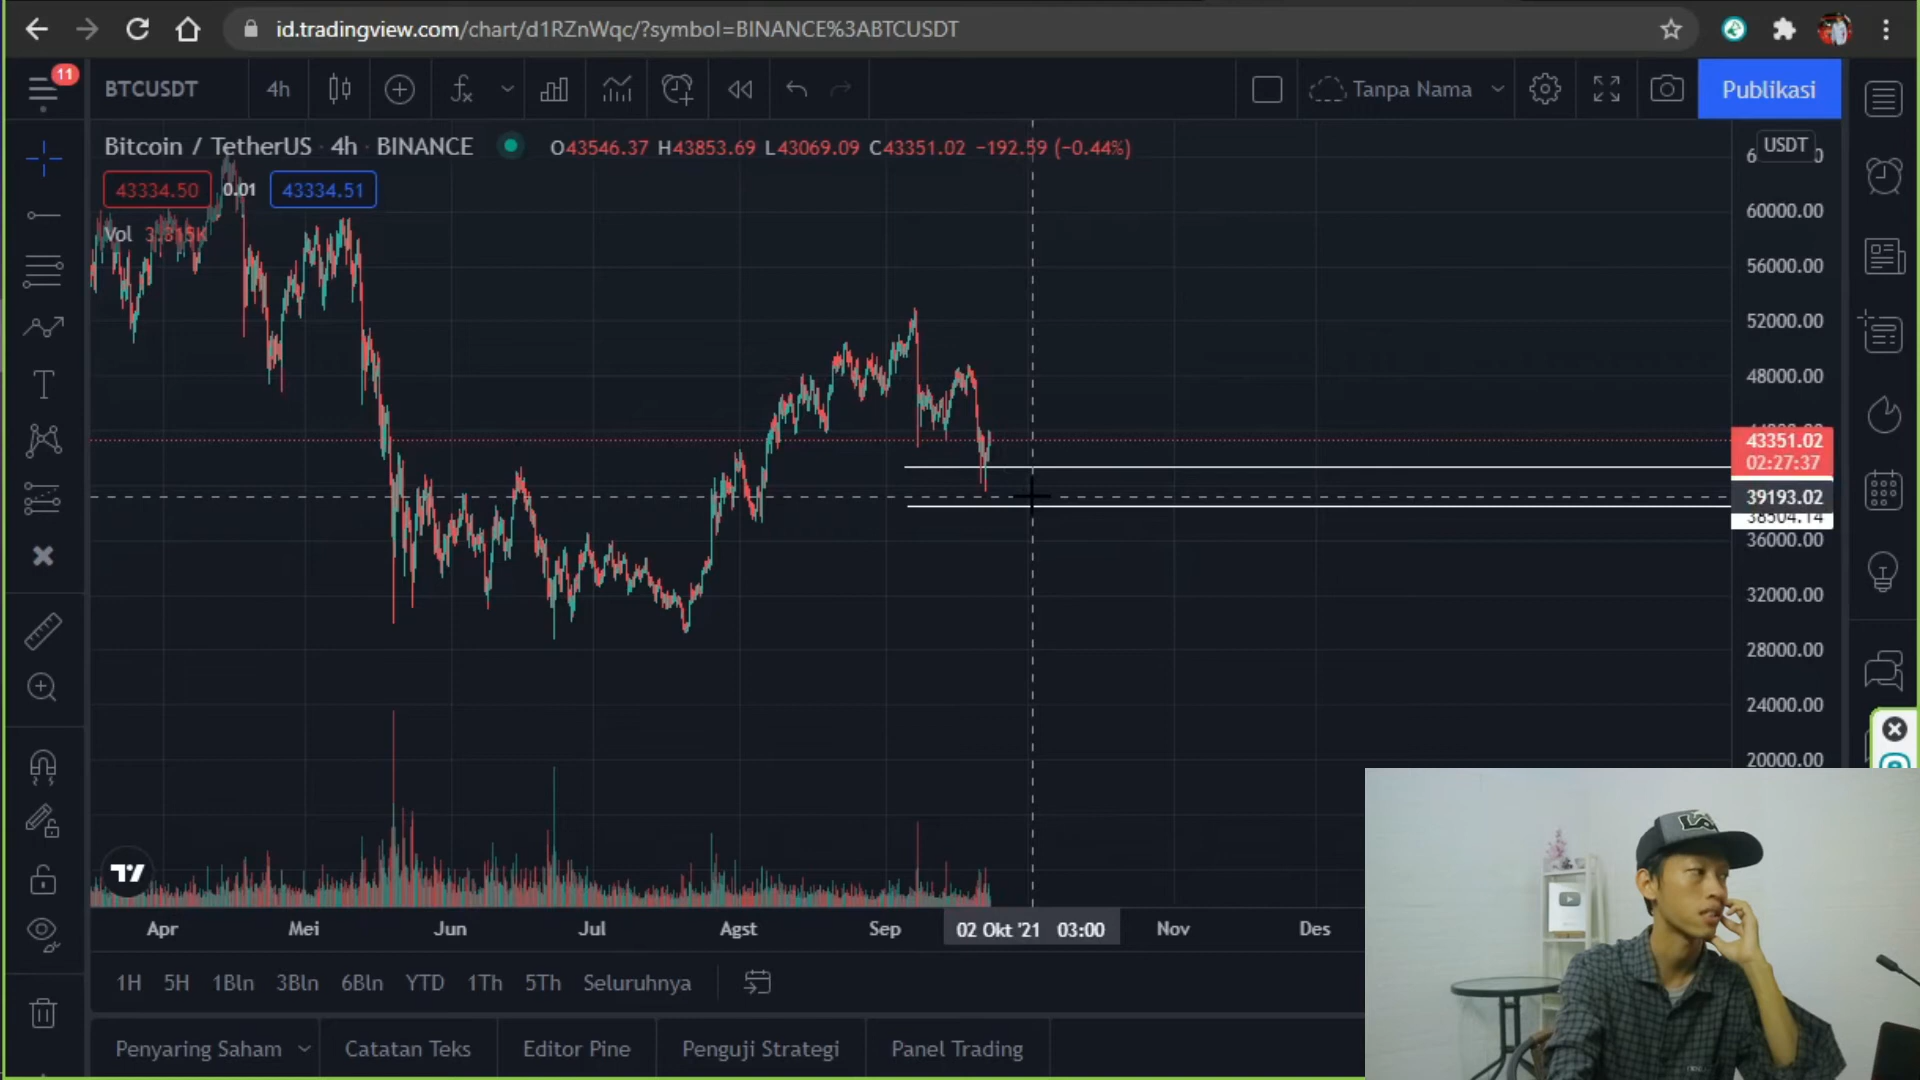 id.tradingview.com/chart/d1RZnWqc/?symbol=BINANCE%3ABTCUSDT
11
BTCUSDT
4h
Tanpa Nama
Publikasi
Bitcoin / TetherUS · 4h · BINANCE
O43546.37 H43853.69 L43069.09 C43351.02 −192.59 (−0.44%)
USDT
43334.50
0.01
43334.51
Vol 3.315K
60000.00
56000.00
52000.00
48000.00
43351.02
02:27:37
39193.02
38504.14
36000.00
32000.00
28000.00
24000.00
20000.00
Apr
Mei
Jun
Jul
Agst
Sep
02 Okt '21 03:00
Nov
Des
1H
5H
1Bln
3Bln
6Bln
YTD
1Th
5Th
Seluruhnya
Penyaring Saham
Catatan Teks
Editor Pine
Penguji Strategi
Panel Trading